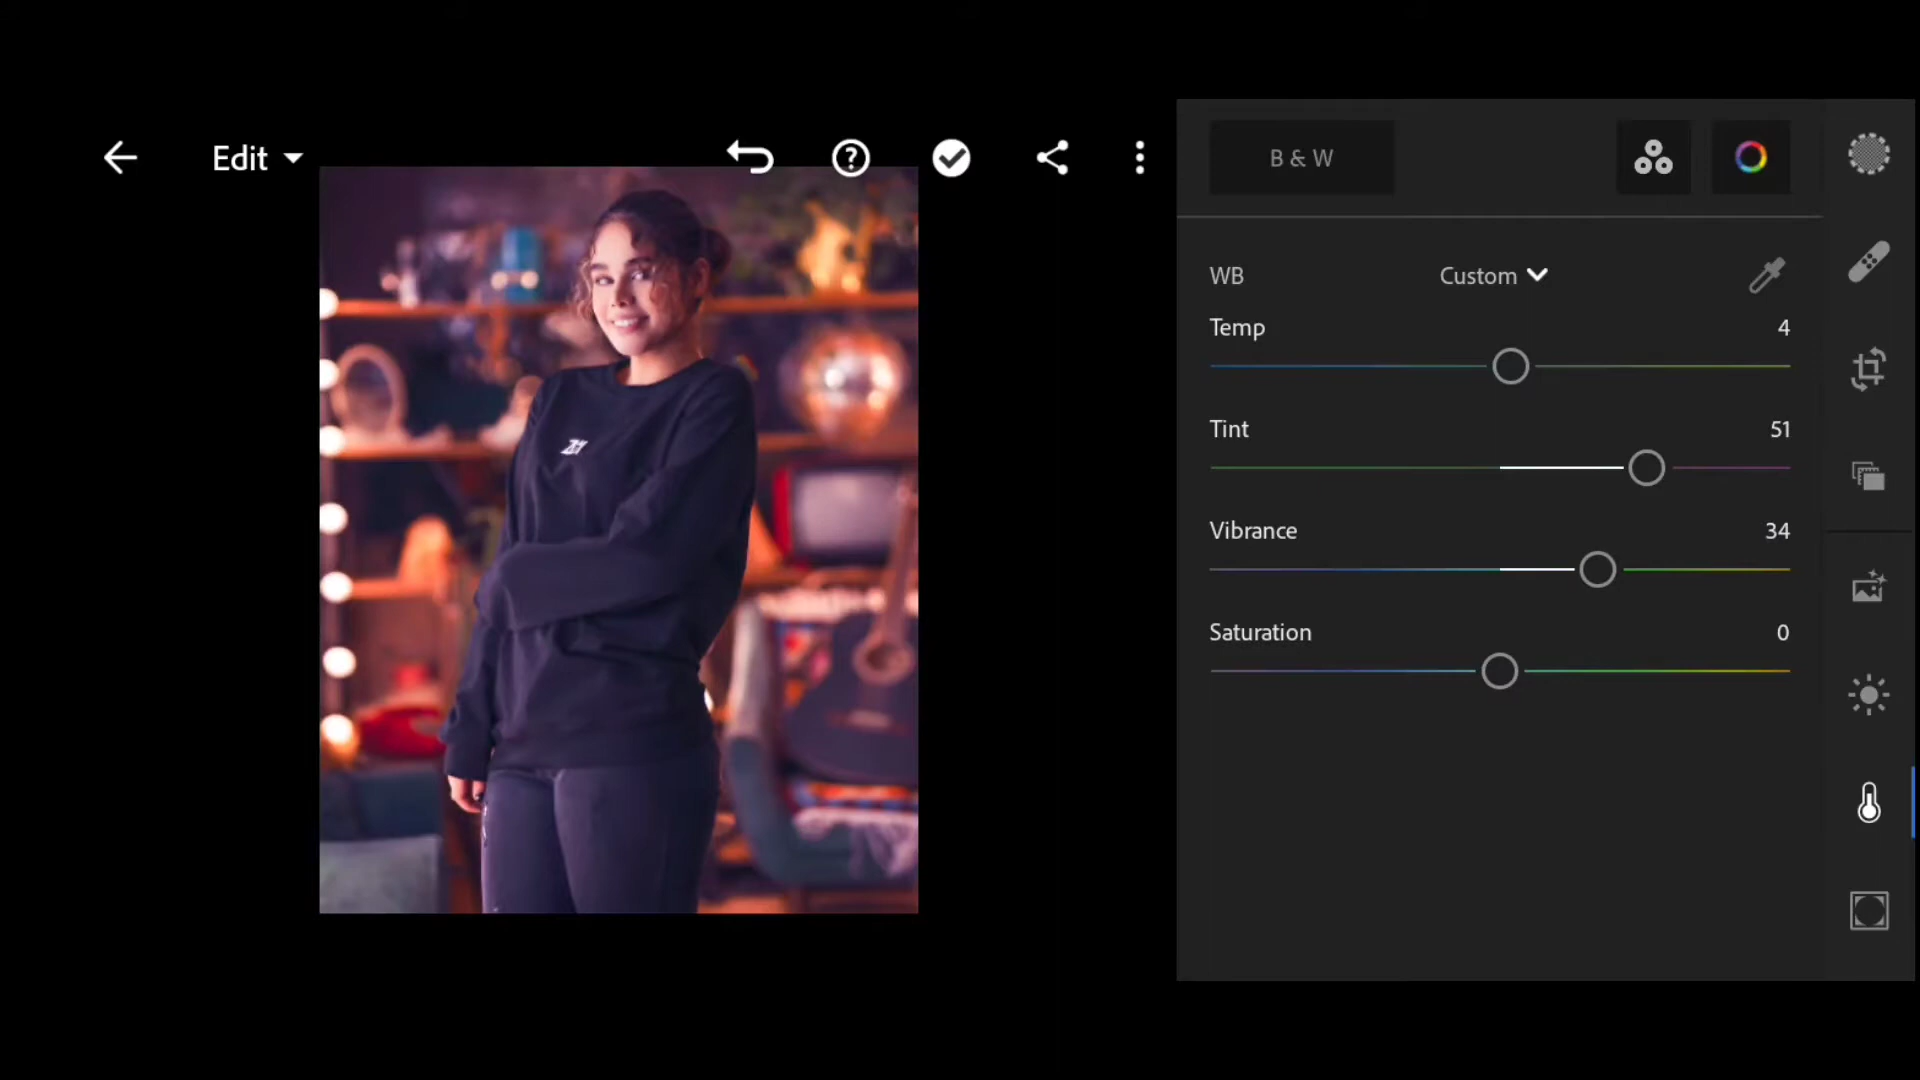 Edit
B & W
WB Custom
Temp 4
Tint 51
Vibrance 34
Saturation 0